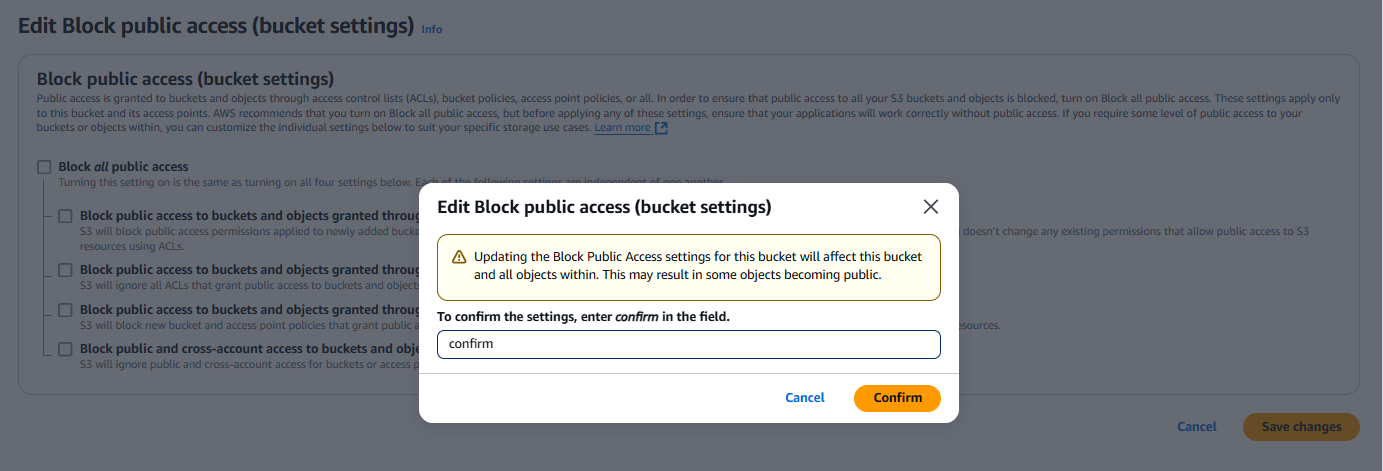 Edit Block public access (bucket settings) Info
Block public access (bucket settings)
Public access is granted to buckets and objects through access control lists (ACLs), bucket policies, access point policies, or all. In order to ensure that public access to all your S3 buckets and objects is blocked, turn on Block all public access. These settings apply only
to this bucket and its access points. AWS recommends that you turn on Block all public access, but before applying any of these settings, ensure that your applications will work correctly without public access. If you require some level of public access to your
buckets or objects within, you can customize the individual settings below to suit your specific storage use cases. Learn more
Block all public access
Turning this setting on is the same as turning on all four settings below. Each of the following settings are independent of one another.
Block public access to buckets and objects granted throug
S3 will block public access permissions applied to newly added bucke
doesn't change any existing permissions that allow public access to S3
resources using ACLs.
Block public access to buckets and objects granted throug
S3 will ignore all ACLs that grant public access to buckets and objects
Block public access to buckets and objects granted throug
S3 will block new bucket and access point policies that grant public a
esources.
Block public and cross-account access to buckets and obje
S3 will ignore public and cross-account access for buckets or access p
Edit Block public access (bucket settings)
Updating the Block Public Access settings for this bucket will affect this bucket
and all objects within. This may result in some objects becoming public.
To confirm the settings, enter confirm in the field.
confirm
Cancel Confirm
Cancel Save changes